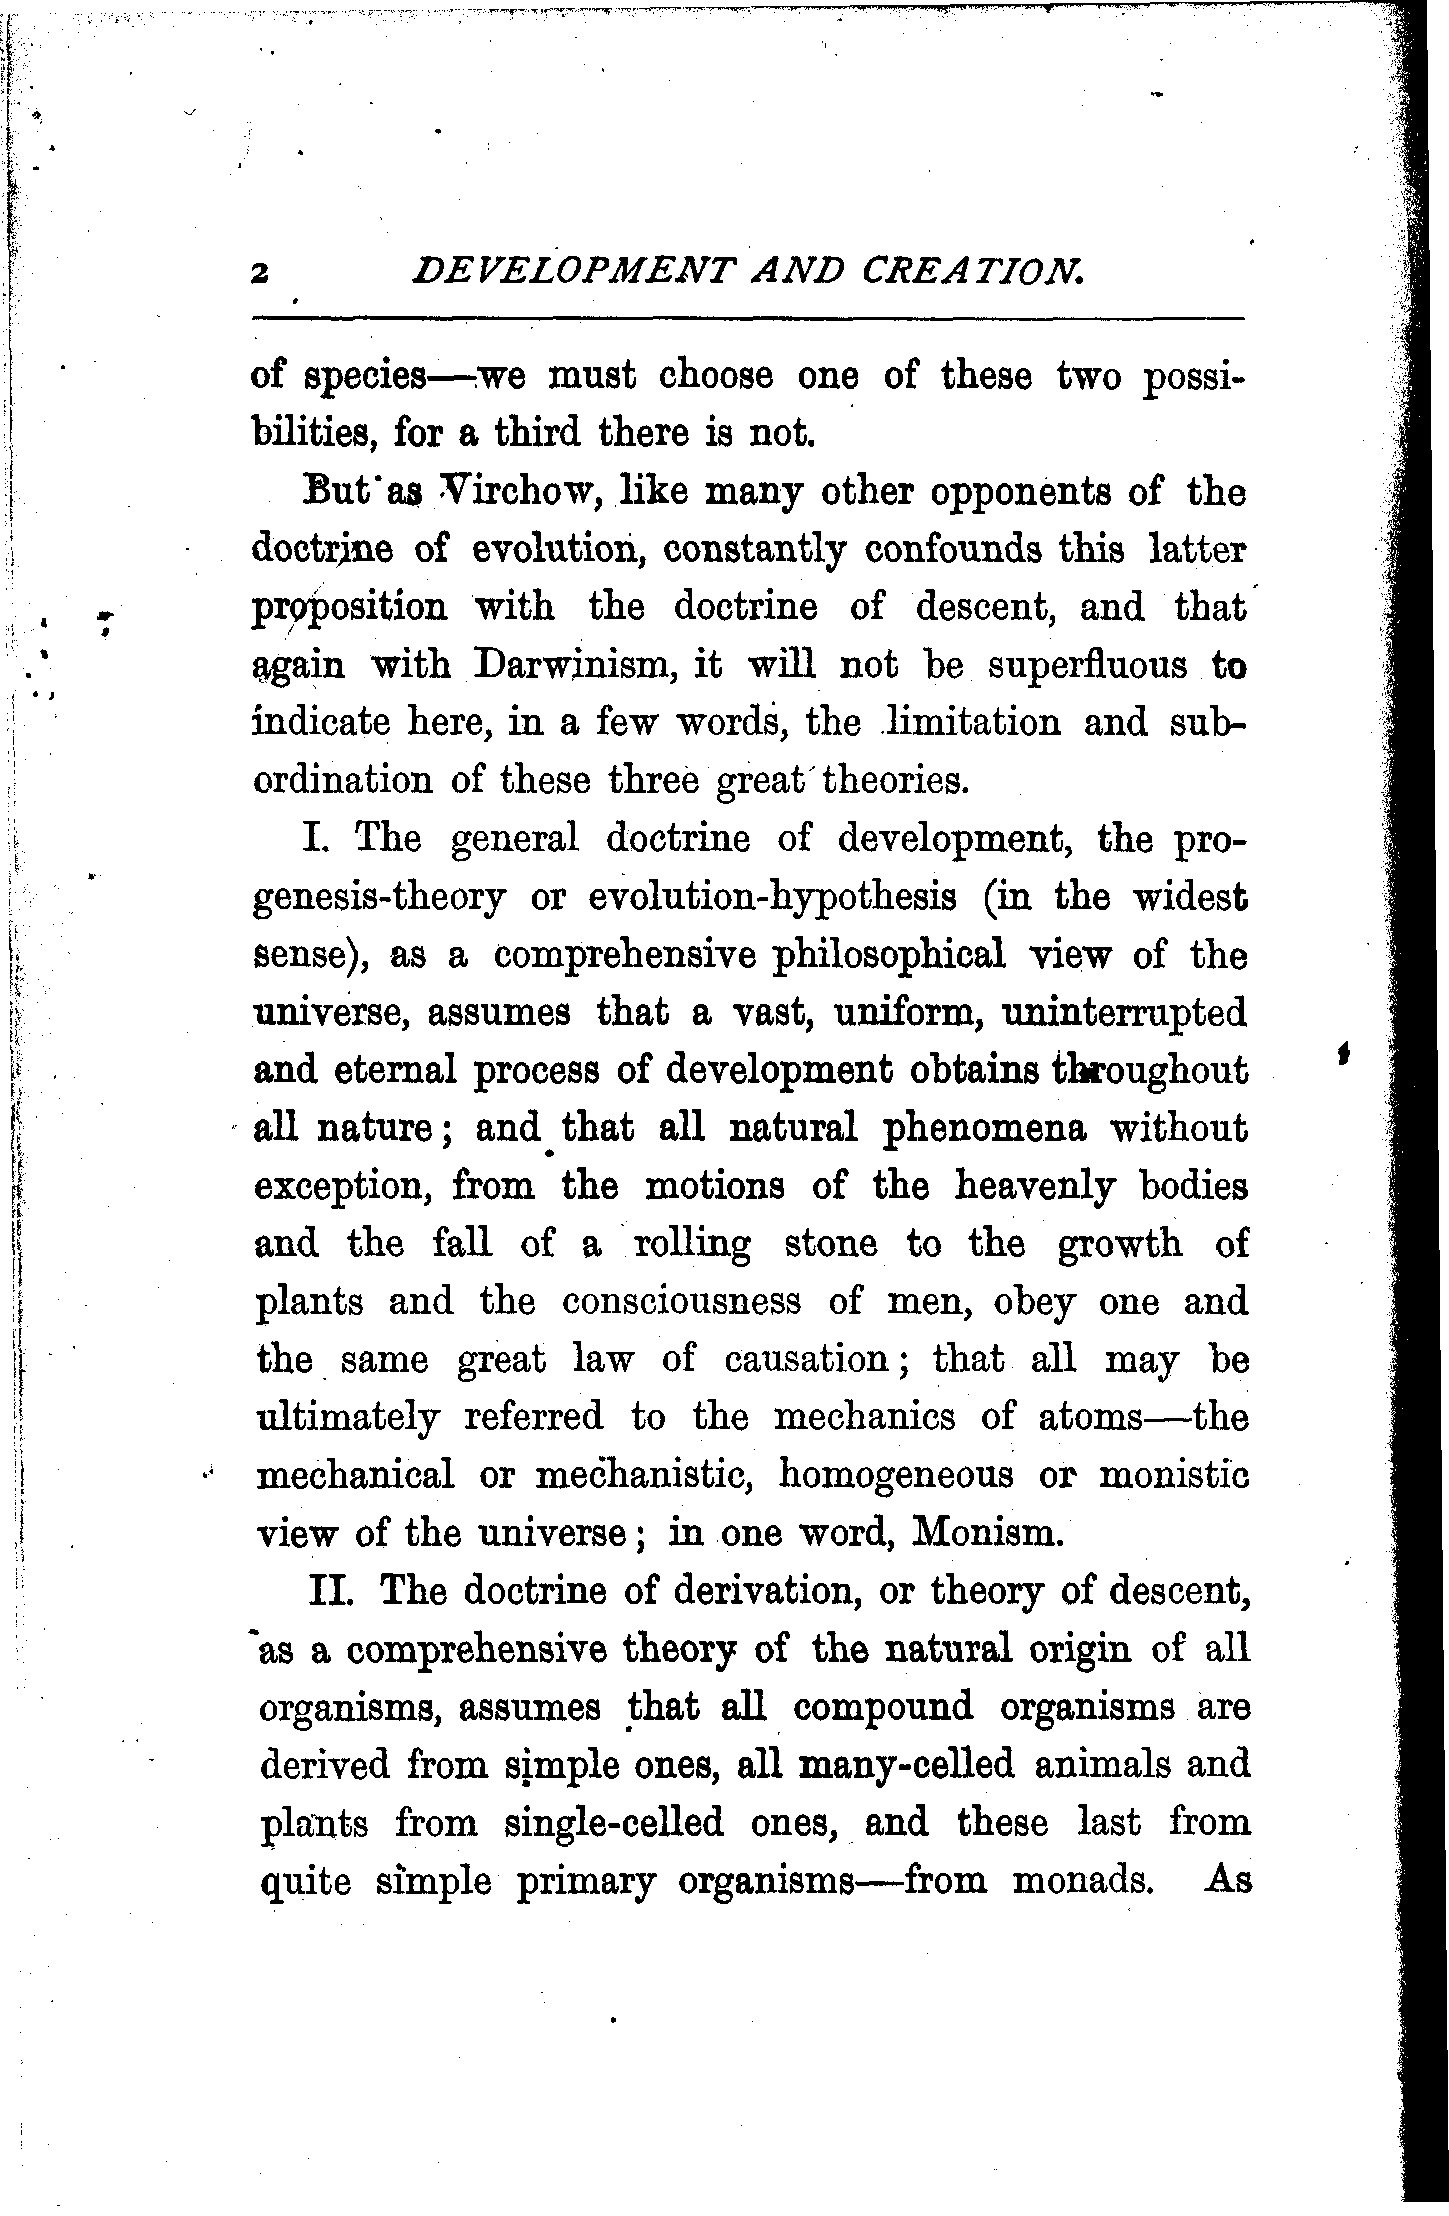 2 DEVELOPMENT AND CREATION.
of species—we must choose one of these two possi-
bilities, for a third there is not.
But as Virchow, like many other opponents of the
doctrine of evolution, constantly confounds this latter
proposition with the doctrine of descent, and that
again with Darwinism, it will not be superfluous to
indicate here, in a few words, the limitation and sub-
ordination of these three great theories.
I. The general doctrine of development, the pro-
genesis-theory or evolution-hypothesis (in the widest
sense), as a comprehensive philosophical view of the
universe, assumes that a vast, uniform, uninterrupted
and eternal process of development obtains throughout
all nature; and that all natural phenomena without
exception, from the motions of the heavenly bodies
and the fall of a rolling stone to the growth of
plants and the consciousness of men, obey one and
the same great law of causation; that all may be
ultimately referred to the mechanics of atoms—the
mechanical or mechanistic, homogeneous or monistic
view of the universe; in one word, Monism.
II. The doctrine of derivation, or theory of descent,
as a comprehensive theory of the natural origin of all
organisms, assumes that all compound organisms are
derived from simple ones, all many-celled animals and
plants from single-celled ones, and these last from
quite simple primary organisms—from monads. As